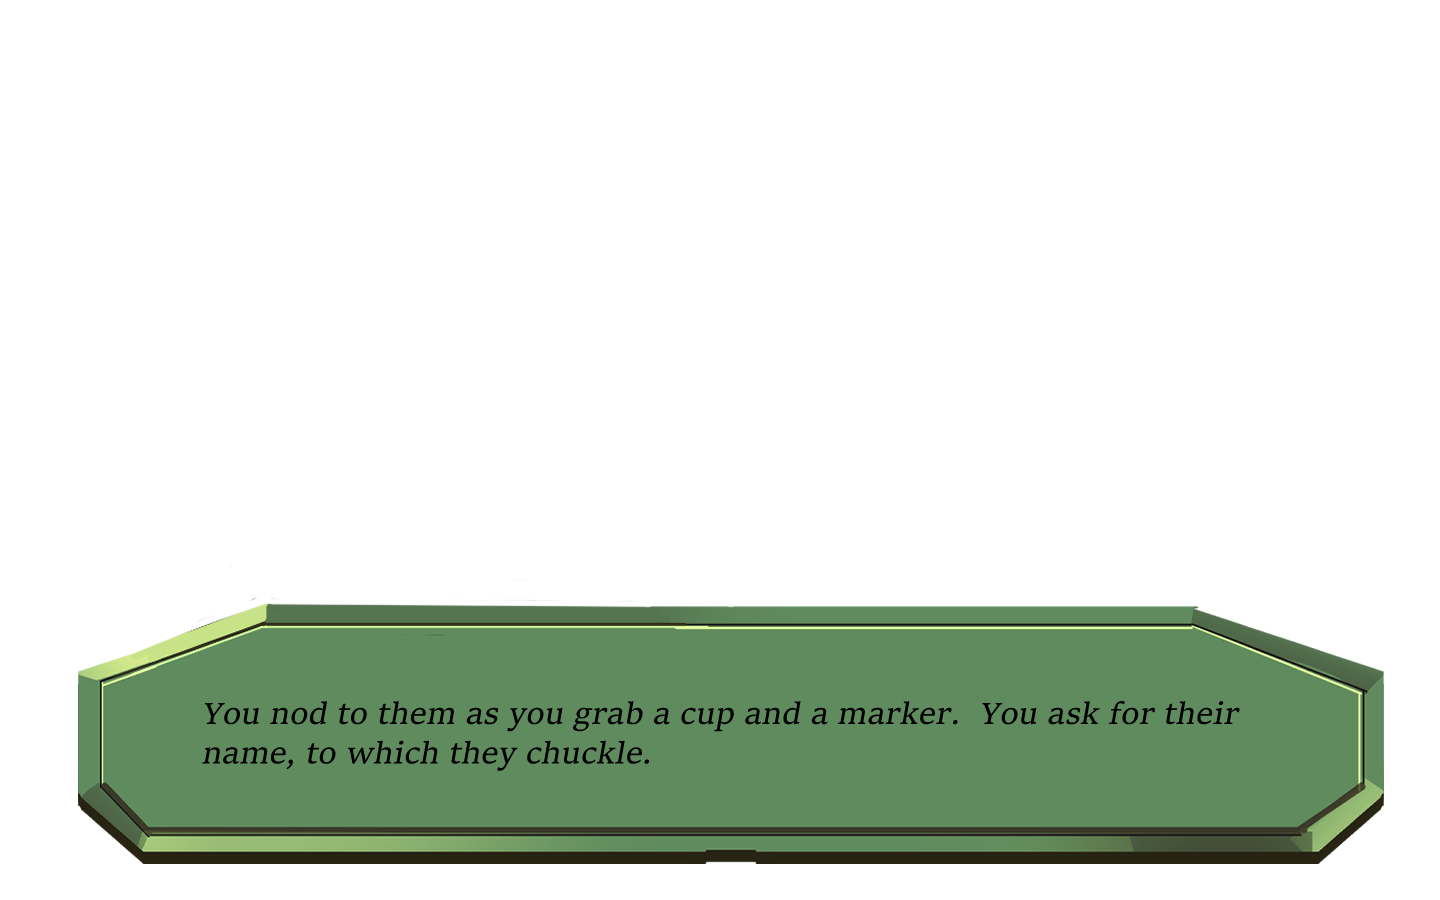 You nod to them as you grab a cup and a marker.  You ask for their
name, to which they chuckle.